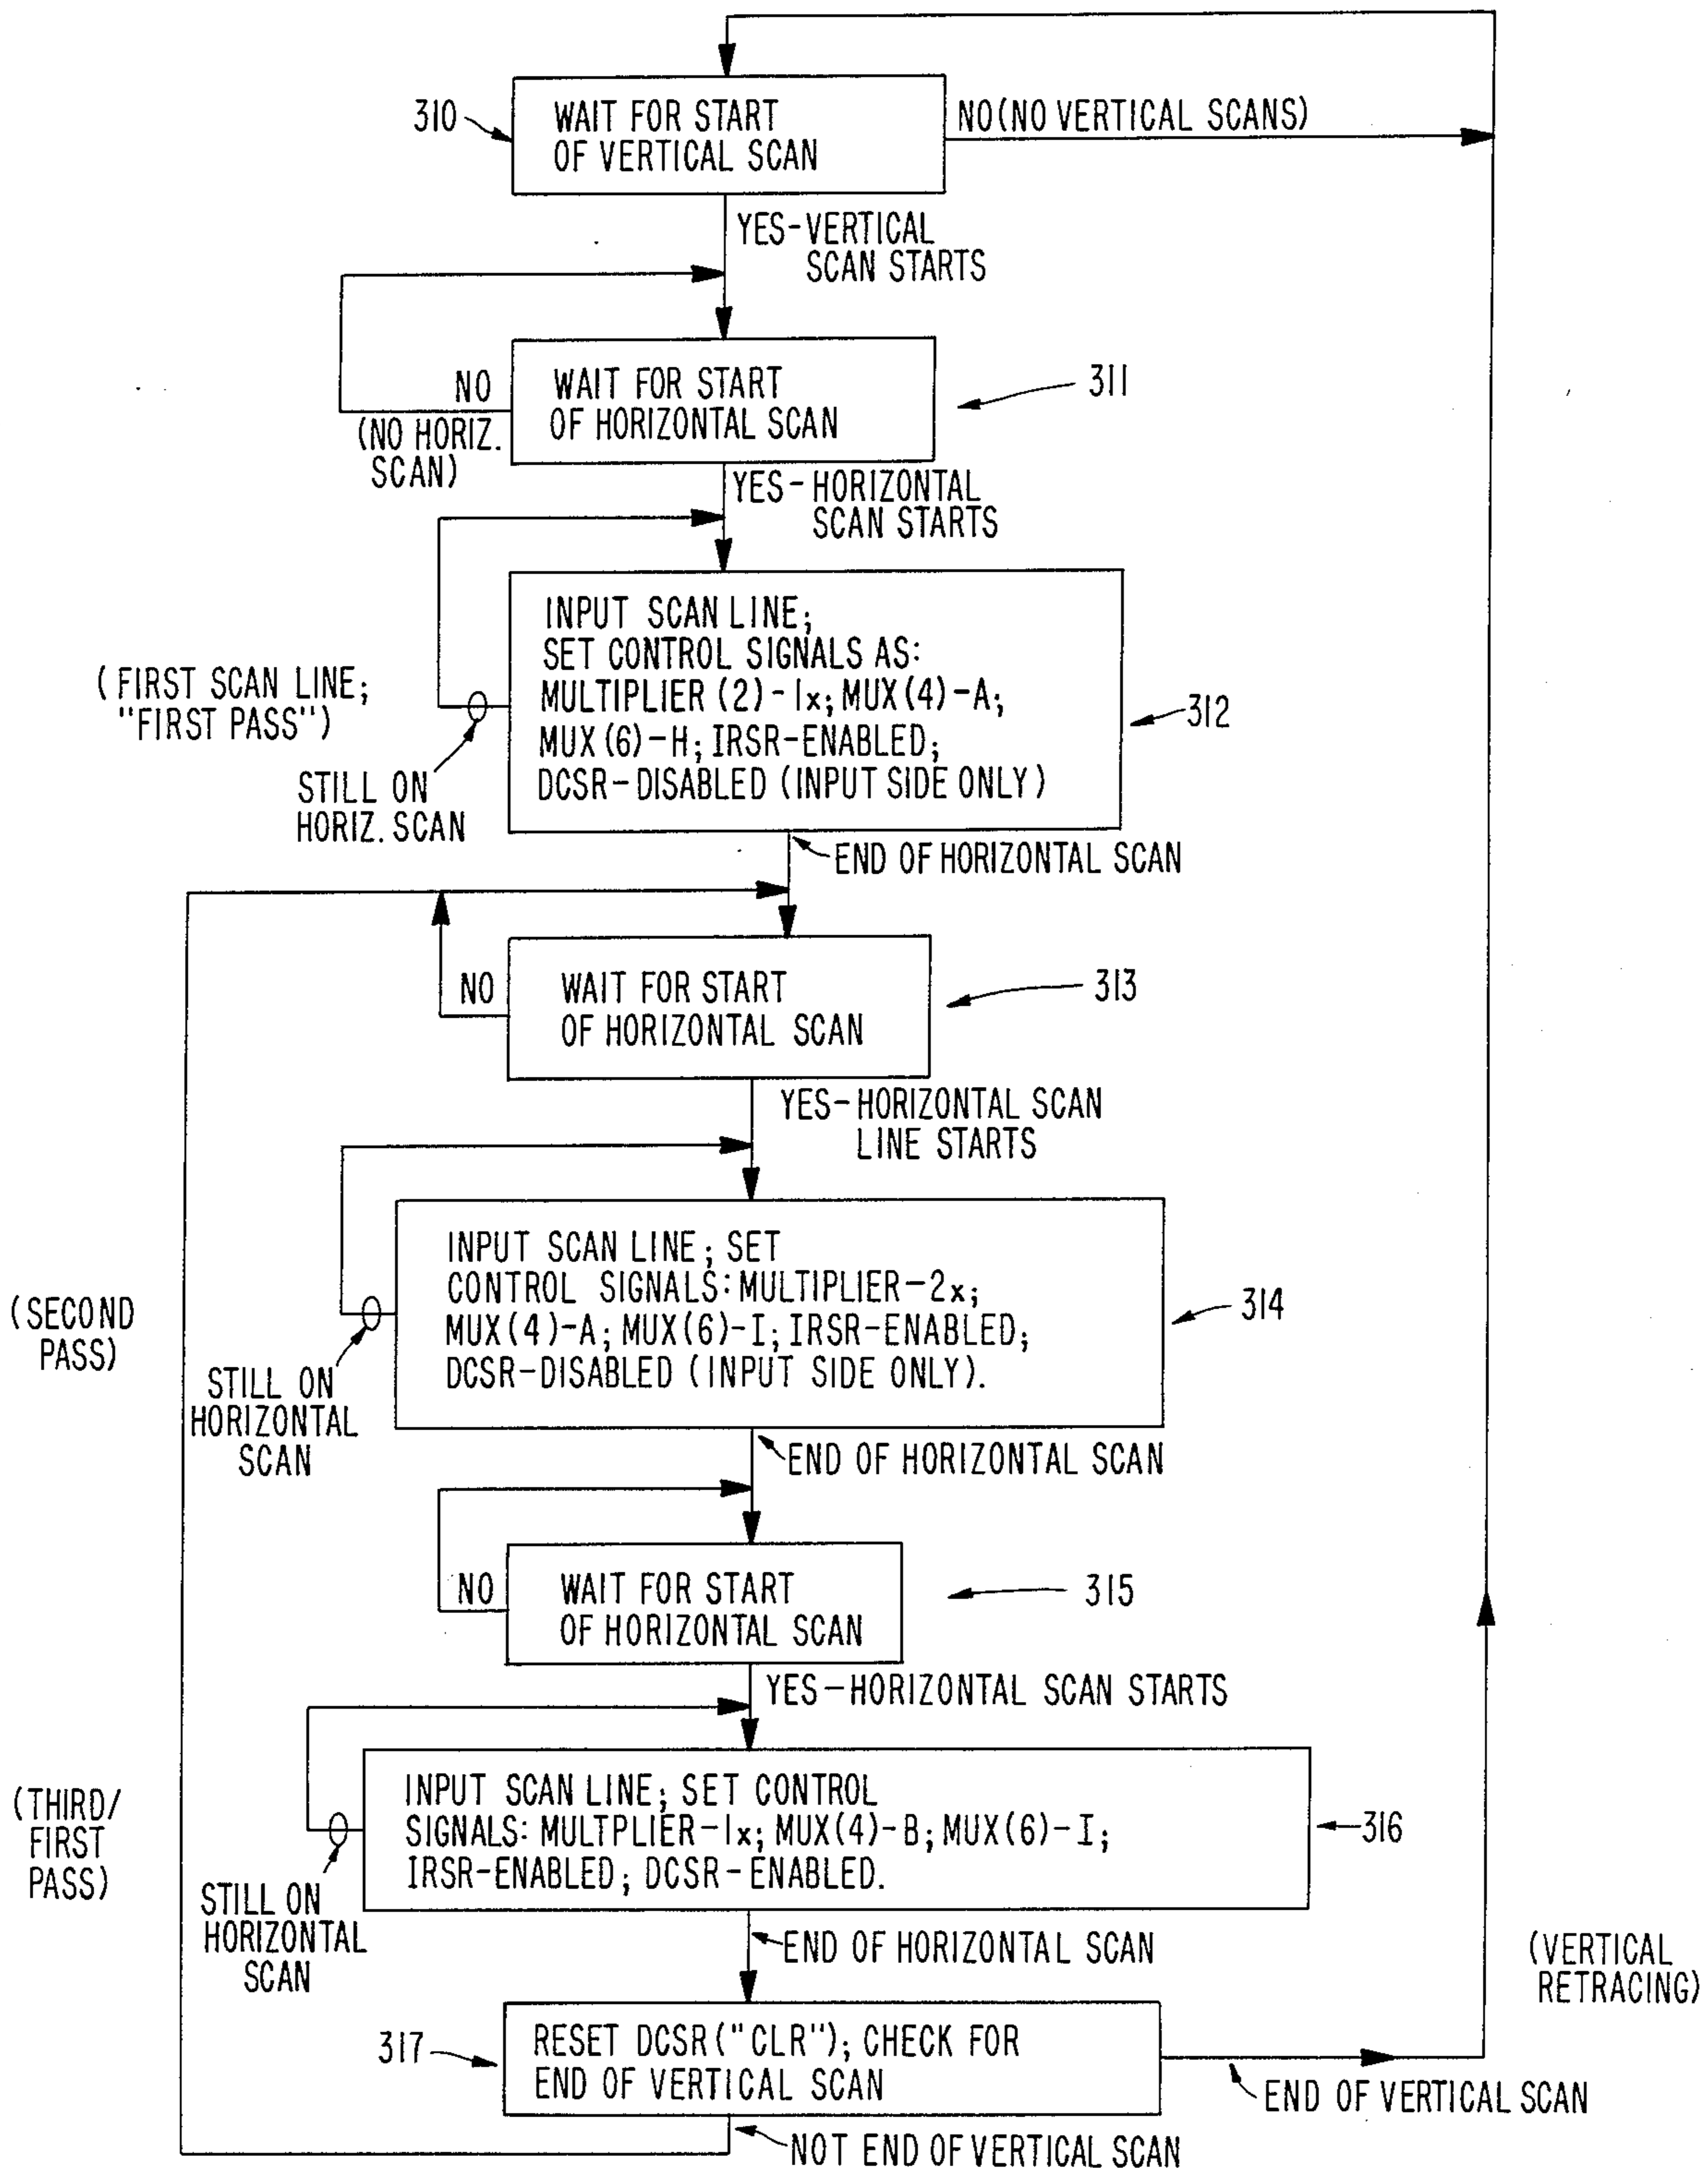 310
WAIT FOR START
OF VERTICAL SCAN
NO(NO VERTICAL SCANS)
YES-VERTICAL
SCAN STARTS
NO
(NO HORIZ.
SCAN)
WAIT FOR START
OF HORIZONTAL SCAN
311
YES-HORIZONTAL
SCAN STARTS
(FIRST SCAN LINE;
"FIRST PASS")
STILL ON
HORIZ. SCAN
INPUT SCAN LINE;
SET CONTROL SIGNALS AS:
MULTIPLIER (2)-1x; MUX(4)-A;
MUX(6)-H; IRSR-ENABLED;
DCSR-DISABLED (INPUT SIDE ONLY)
312
END OF HORIZONTAL SCAN
NO
WAIT FOR START
OF HORIZONTAL SCAN
313
YES-HORIZONTAL SCAN
LINE STARTS
(SECOND
PASS)
STILL ON
HORIZONTAL
SCAN
INPUT SCAN LINE; SET
CONTROL SIGNALS: MULTIPLIER-2x;
MUX(4)-A; MUX(6)-I; IRSR-ENABLED;
DCSR-DISABLED (INPUT SIDE ONLY).
314
END OF HORIZONTAL SCAN
NO
WAIT FOR START
OF HORIZONTAL SCAN
315
YES-HORIZONTAL SCAN STARTS
(THIRD/
FIRST
PASS)
STILL ON
HORIZONTAL
SCAN
INPUT SCAN LINE; SET CONTROL
SIGNALS: MULTPLIER-1x; MUX(4)-B; MUX(6)-I;
IRSR-ENABLED; DCSR-ENABLED.
316
END OF HORIZONTAL SCAN
(VERTICAL
RETRACING)
317
RESET DCSR("CLR"); CHECK FOR
END OF VERTICAL SCAN
END OF VERTICAL SCAN
NOT END OF VERTICAL SCAN